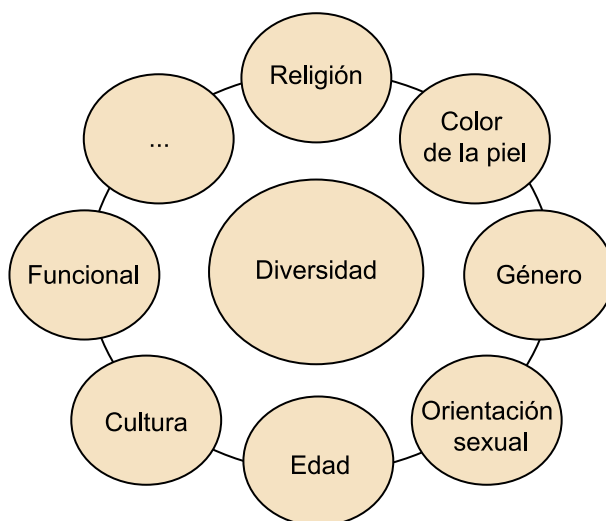 Religión
Color
de la piel
Género
Orientación
sexual
Edad
Cultura
Funcional
...
Diversidad